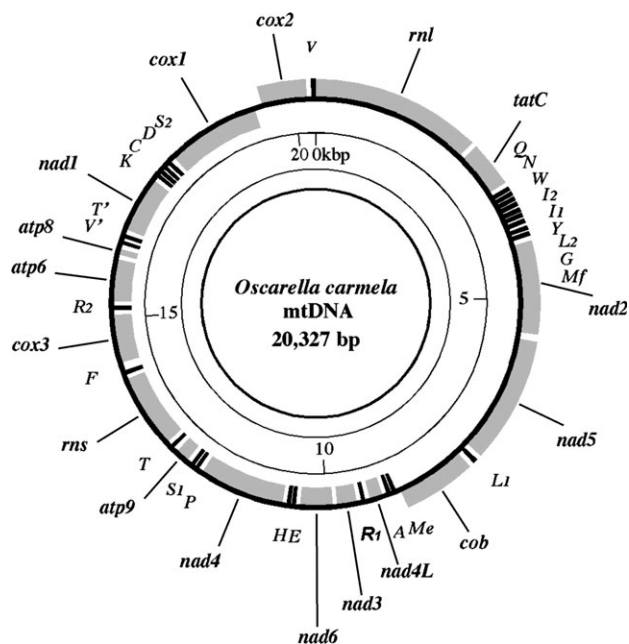 cox2
V
rnl
tatC
Q
N
W
I2
I1
Y
L2
G
Mf
nad2
nad5
L1
cob
Me
A
nad4L
R1
nad3
nad6
E
H
nad4
P
S1
atp9
T
rns
F
cox3
R2
atp6
atp8
V'
T'
nad1
K
C
D
S2
cox1
20 0kbp
5
10
15
Oscarella carmela
mtDNA
20,327 bp